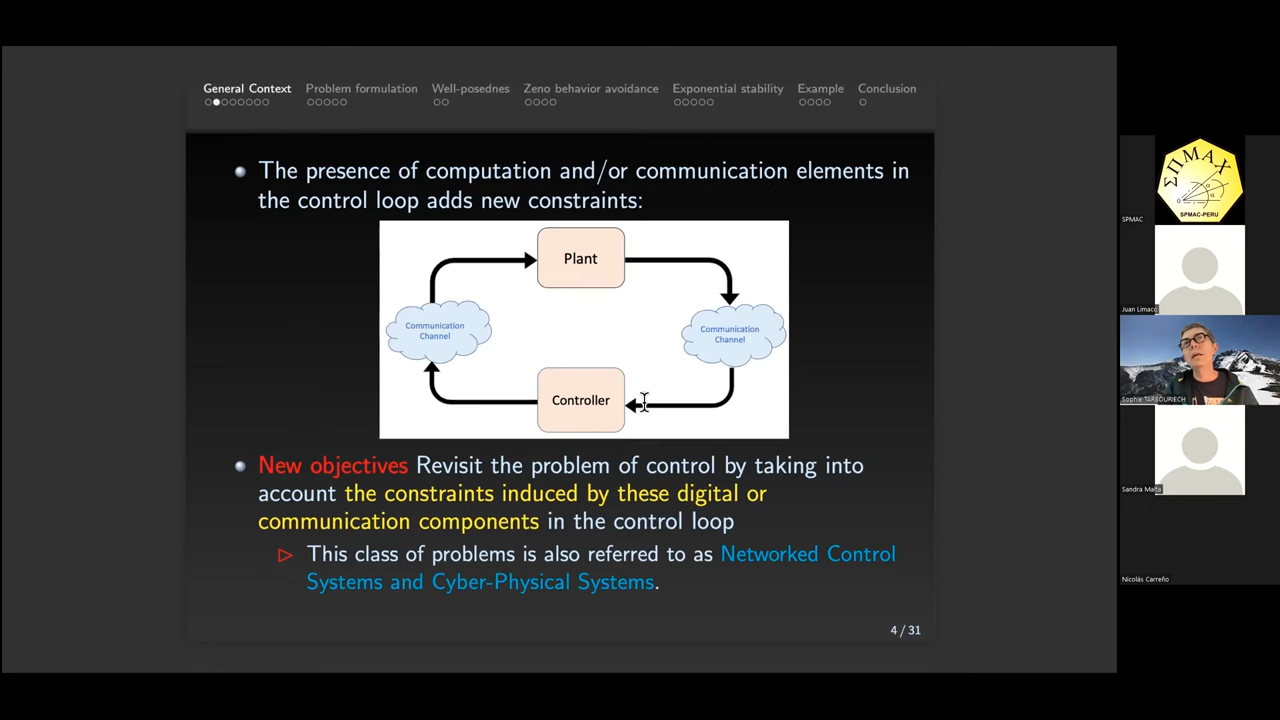 General Context
Problem formulation
Well-posednes
Zeno behavior avoidance
Exponential stability
Example
Conclusion
The presence of computation and/or communication elements in
the control loop adds new constraints:
Plant
Communication
Channel
Communication
Channel
Controller
New objectives Revisit the problem of control by taking into
account the constraints induced by these digital or
communication components in the control loop
This class of problems is also referred to as Networked Control
Systems and Cyber-Physical Systems.
4 / 31
ΣΠΜΑΧ
SPMAC-PERU
SPMAC
Juan Limaco
Sophie TARBOURIECH
Sandra Malta
Nicolás Carreño